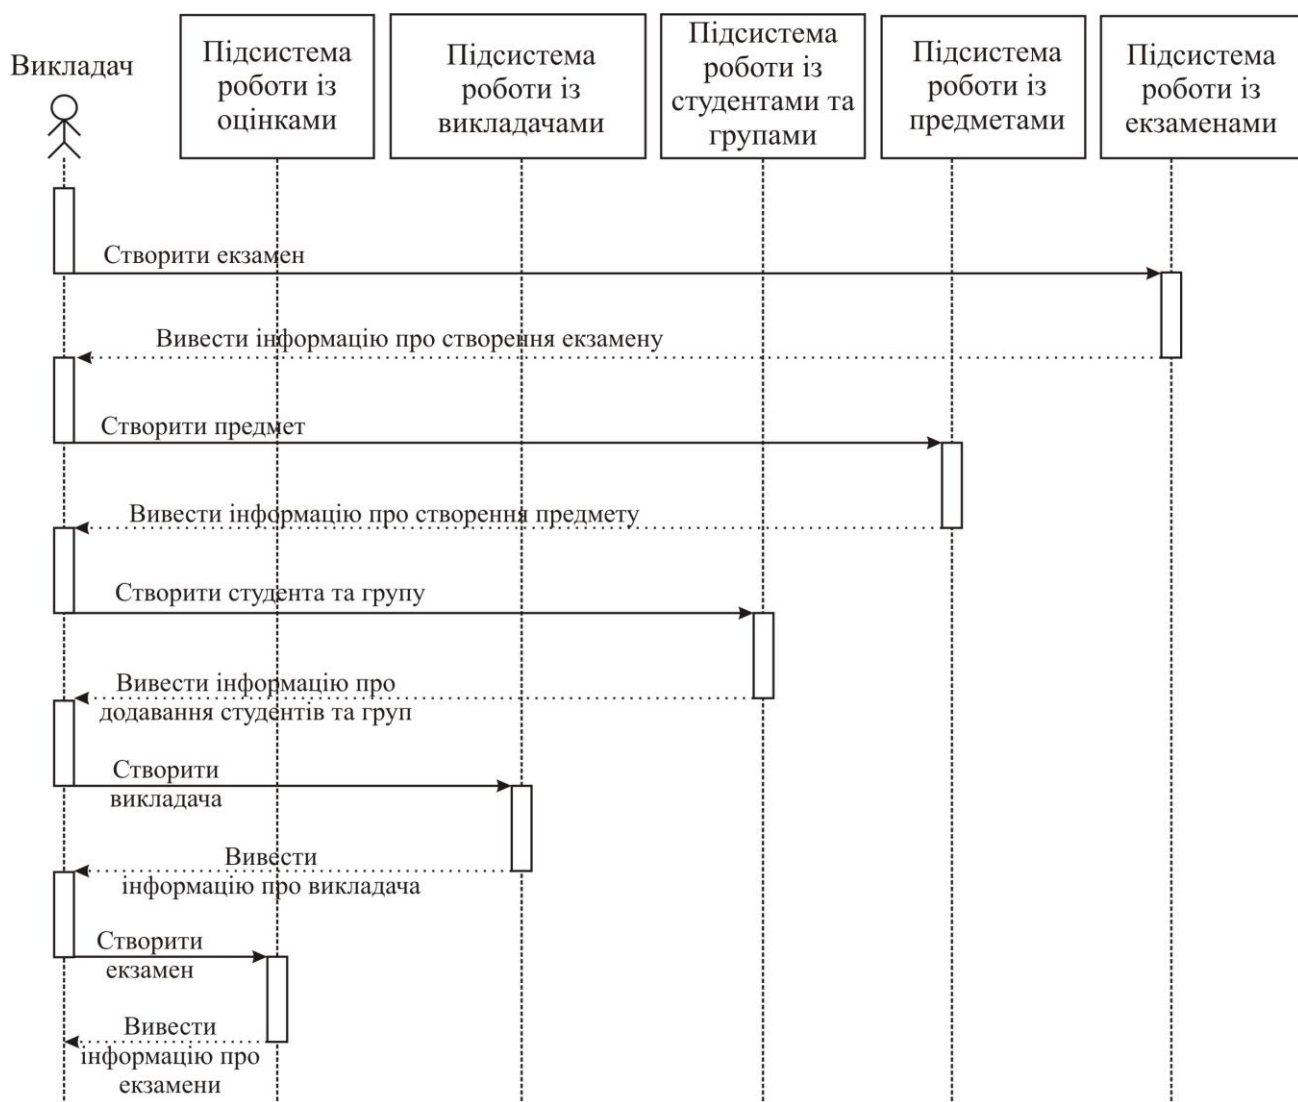 Викладач
Підсистема
роботи із
оцінками
Підсистема
роботи із
викладачами
Підсистема
роботи із
студентами та
групами
Підсистема
роботи із
предметами
Підсистема
роботи із
екзаменами
Створити екзамен
Вивести інформацію про створення екзамену
Створити предмет
Вивести інформацію про створення предмету
Створити студента та групу
Вивести інформацію про
додавання студентів та груп
Створити
викладача
Вивести
інформацію про викладача
Створити
екзамен
Вивести
інформацію про
екзамени